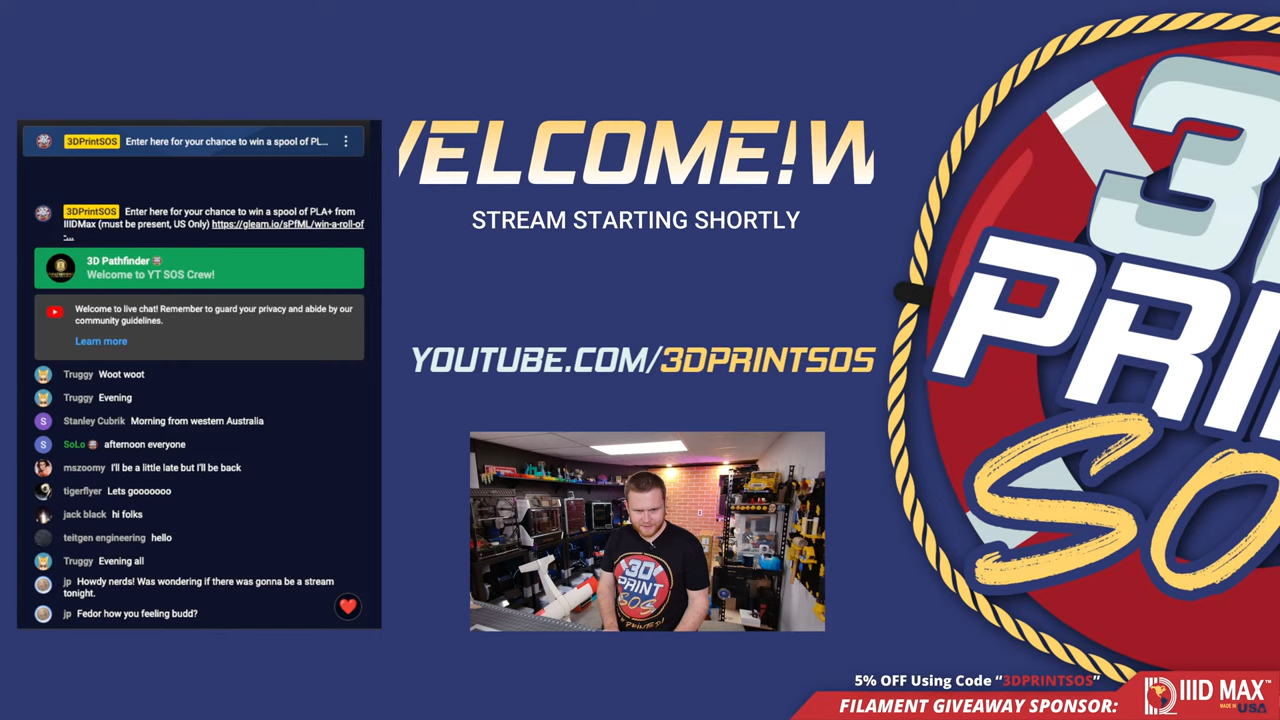 3DPrintSOS Enter here for your chance to win a spool of PL...
3DPrintSOS Enter here for your chance to win a spool of PLA+ from
IIIDMax (must be present, US Only) https://gleam.io/sPfML/win-a-roll-of
-...
3D Pathfinder
Welcome to YT SOS Crew!
Welcome to live chat! Remember to guard your privacy and abide by our
community guidelines.
Learn more
Truggy Woot woot
Truggy Evening
S Stanley Cubrik Morning from western Australia
S SoLo afternoon everyone
mszoomy I'll be a little late but I'll be back
tigerflyer Lets gooooooo
jack black hi folks
teitgen engineering hello
Truggy Evening all
jp Howdy nerds! Was wondering if there was gonna be a stream
tonight.
jp Fedor how you feeling budd?
WELCOME! W
STREAM STARTING SHORTLY
YOUTUBE.COM/3DPRINTSOS
3D
PRINT
SOS
3
PRI
SO
5% OFF Using Code “3DPRINTSOS”
FILAMENT GIVEAWAY SPONSOR:
IIID MAX™
MADE IN USA